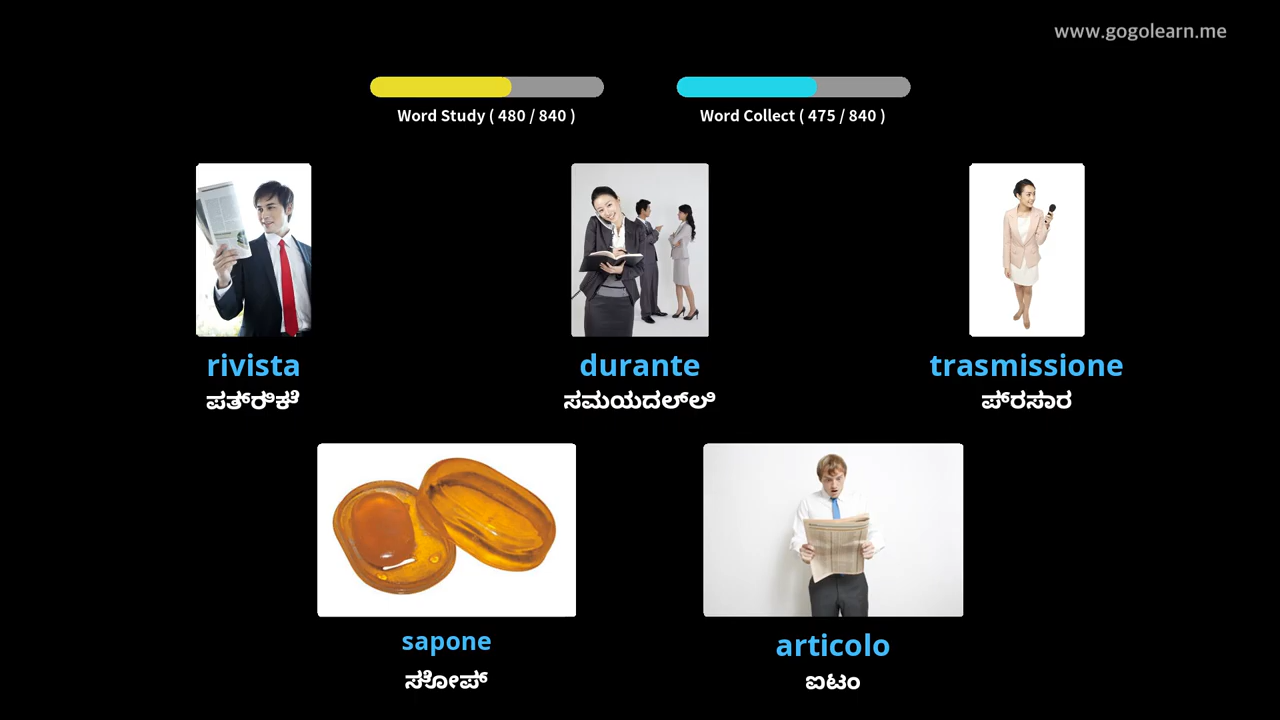 www.gogolearn.me
Word Study ( 480 / 840 )
Word Collect ( 475 / 840 )
rivista
ಪತ್ರಿಕೆ
durante
ಸಮಯದಲ್ಲಿ
trasmissione
ಪ್ರಸಾರ
sapone
ಸೋಪ್
articolo
ಐಟಂ